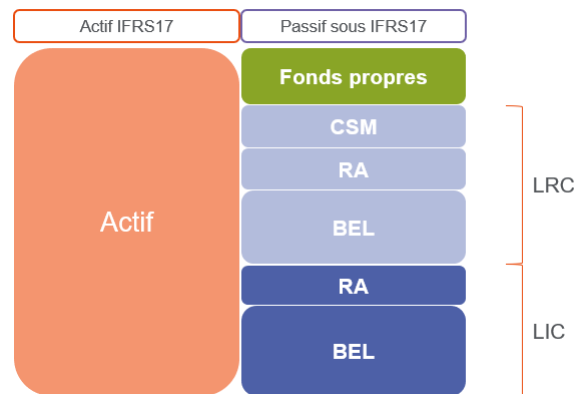 Actif IFRS17
Passif sous IFRS17
Fonds propres
CSM
RA
LRC
Actif
BEL
RA
LIC
BEL